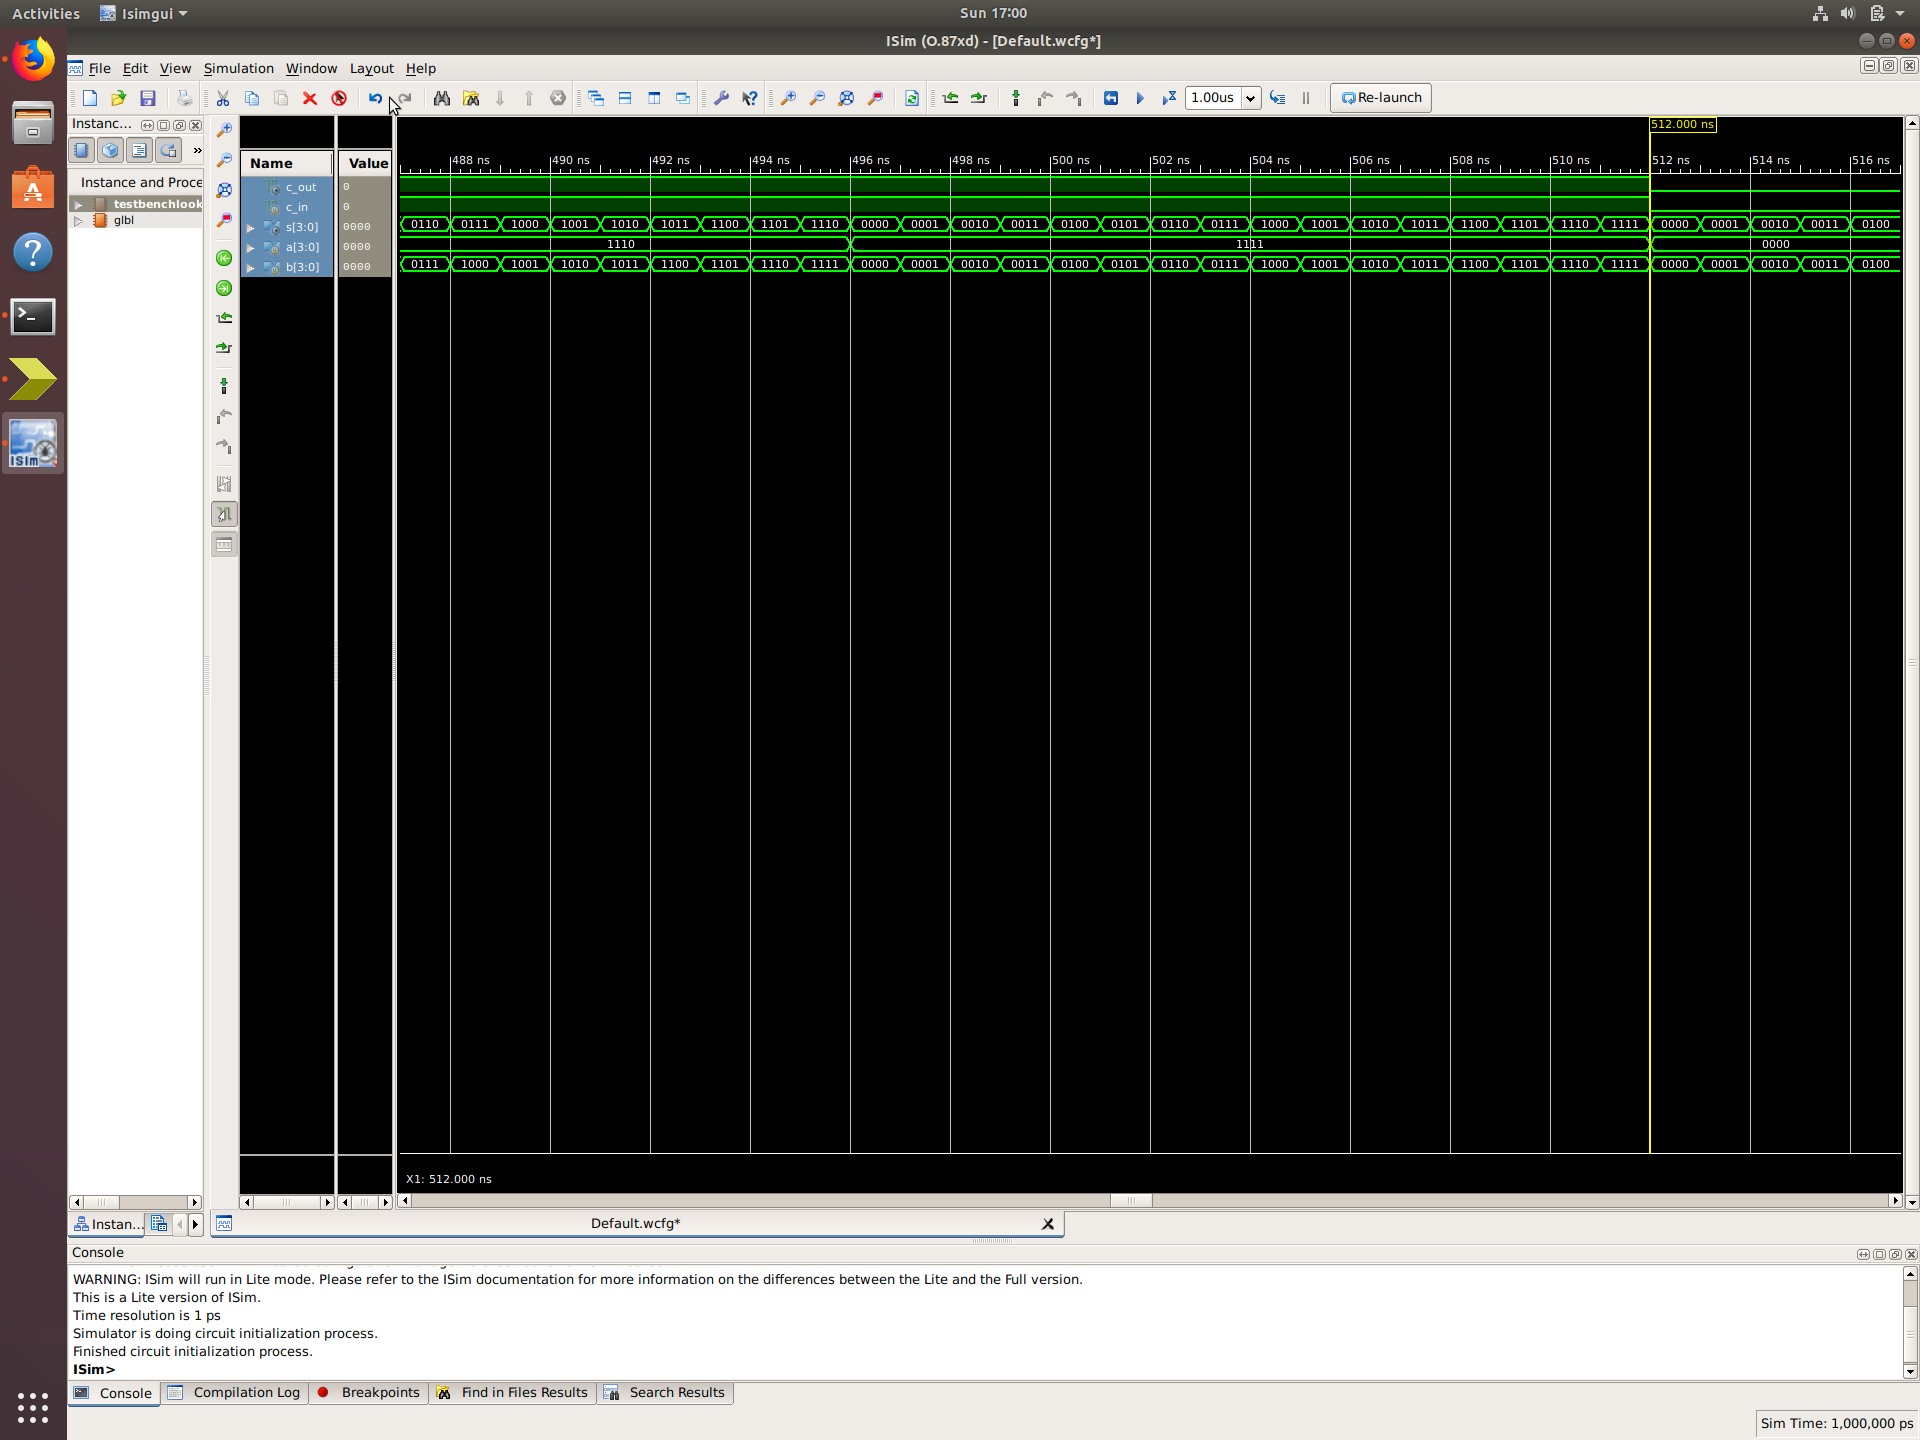 Activities Isimgui Sun 17:00
ISim (O.87xd) - [Default.wcfg*]
File Edit View Simulation Window Layout Help
1.00us Re-launch
Instanc... »
Instance and Proce
testbenchlook
glbl
Name Value
c_out 0
c_in 0
s[3:0] 0000
a[3:0] 0000
b[3:0] 0000
512.000 ns
488 ns 490 ns 492 ns 494 ns 496 ns 498 ns 500 ns 502 ns 504 ns 506 ns 508 ns 510 ns 512 ns 514 ns 516 ns
0110 0111 1000 1001 1010 1011 1100 1101 1110 0000 0001 0010 0011 0100 0101 0110 0111 1000 1001 1010 1011 1100 1101 1110 1111 0000 0001 0010 0011 0100
1110 1111 0000
0111 1000 1001 1010 1011 1100 1101 1110 1111 0000 0001 0010 0011 0100 0101 0110 0111 1000 1001 1010 1011 1100 1101 1110 1111 0000 0001 0010 0011 0100
X1: 512.000 ns
Instan...
Default.wcfg*
Console
WARNING: ISim will run in Lite mode. Please refer to the ISim documentation for more information on the differences between the Lite and the Full version.
This is a Lite version of ISim.
Time resolution is 1 ps
Simulator is doing circuit initialization process.
Finished circuit initialization process.
ISim>
Console Compilation Log Breakpoints Find in Files Results Search Results
Sim Time: 1,000,000 ps
ISim